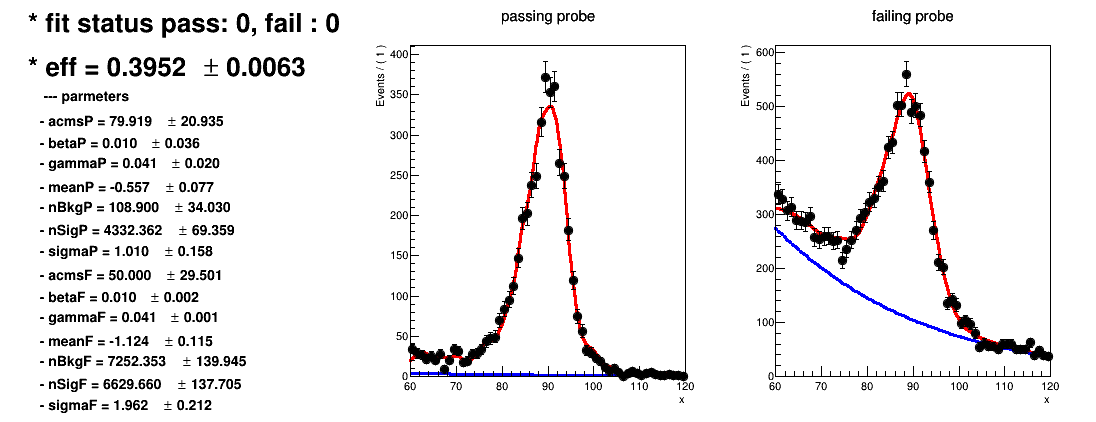 * fit status pass: 0, fail : 0
* eff = 0.3952 ± 0.0063
--- parmeters
- acmsP = 79.919 ± 20.935
- betaP = 0.010 ± 0.036
- gammaP = 0.041 ± 0.020
- meanP = -0.557 ± 0.077
- nBkgP = 108.900 ± 34.030
- nSigP = 4332.362 ± 69.359
- sigmaP = 1.010 ± 0.158
- acmsF = 50.000 ± 29.501
- betaF = 0.010 ± 0.002
- gammaF = 0.041 ± 0.001
- meanF = -1.124 ± 0.115
- nBkgF = 7252.353 ± 139.945
- nSigF = 6629.660 ± 137.705
- sigmaF = 1.962 ± 0.212
passing probe
Events / ( 1 )
400
350
300
250
200
150
100
50
0
60 70 80 90 100 110 120
x
failing probe
Events / ( 1 )
600
500
400
300
200
100
0
60 70 80 90 100 110 120
x